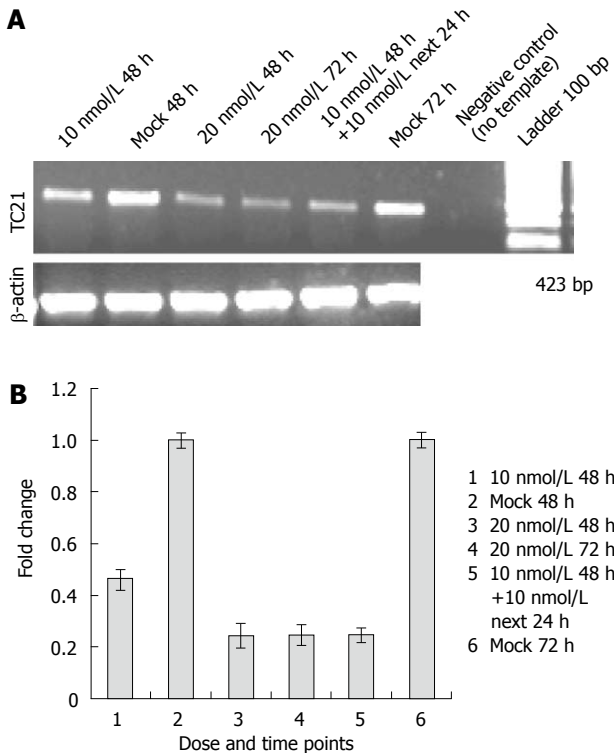 A
10 nmol/L 48 h
Mock 48 h
20 nmol/L 48 h
20 nmol/L 72 h
10 nmol/L 48 h
+10 nmol/L next 24 h
Mock 72 h
Negative control
(no template)
Ladder 100 bp
TC21
β-actin
423 bp
B
1.2
1.0
0.8
0.6
0.4
0.2
0
Fold change
1 2 3 4 5 6
Dose and time points
1 10 nmol/L 48 h
2 Mock 48 h
3 20 nmol/L 48 h
4 20 nmol/L 72 h
5 10 nmol/L 48 h
+10 nmol/L
next 24 h
6 Mock 72 h